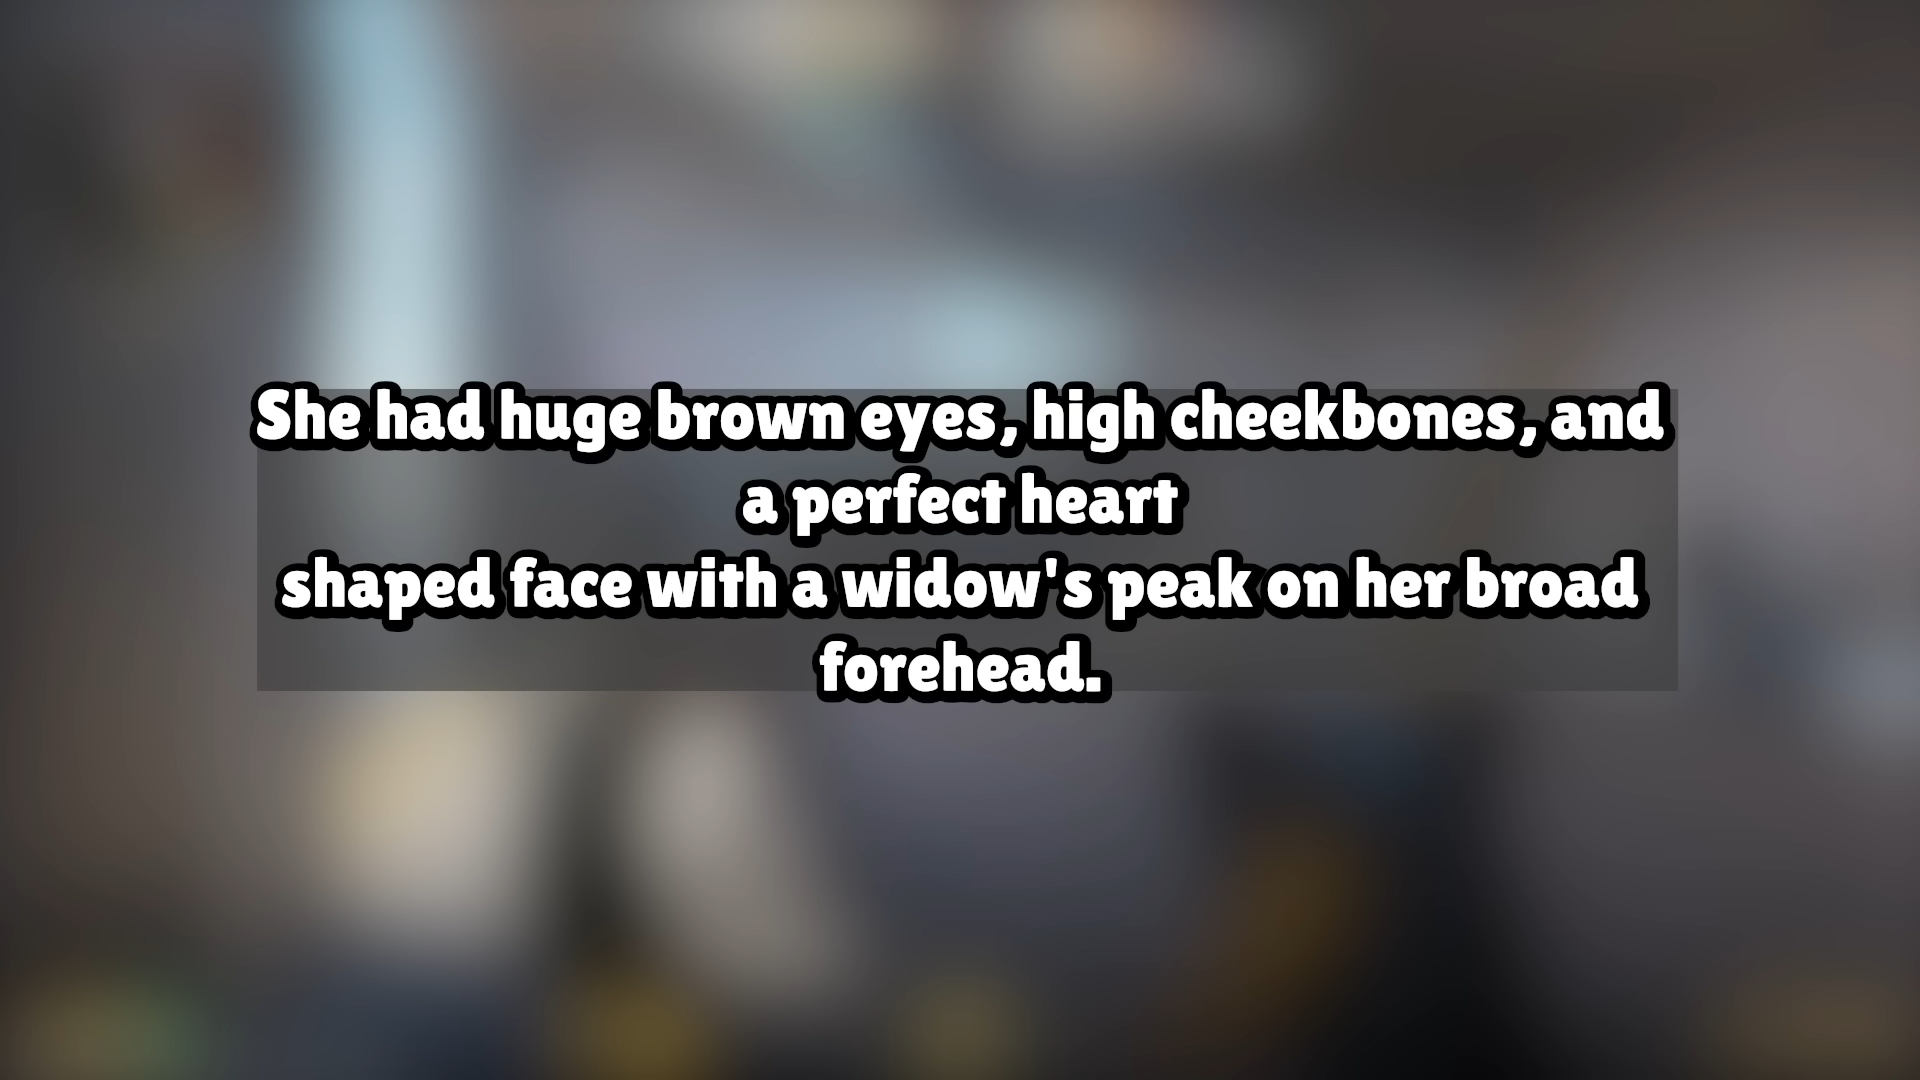 She had huge brown eyes, high cheekbones, and
a perfect heart
shaped face with a widow's peak on her broad
forehead.